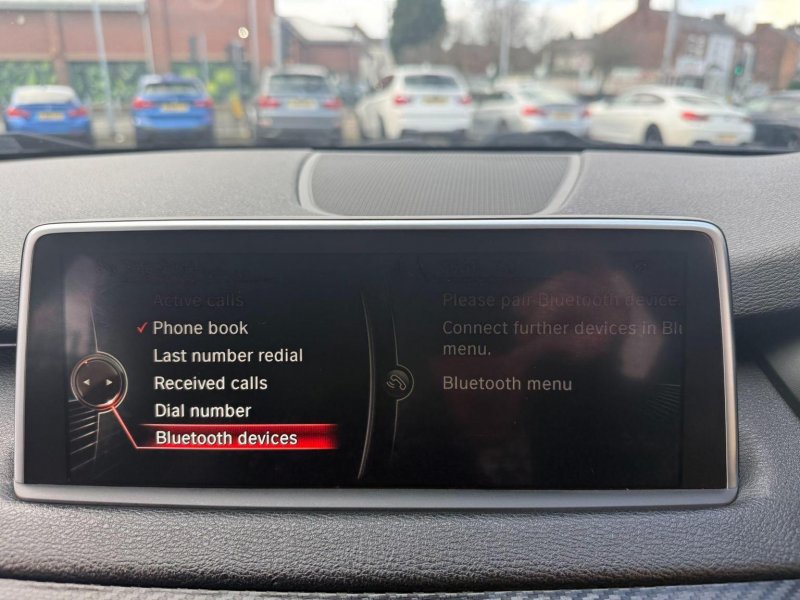 Active calls
✓ Phone book
Last number redial
Received calls
Dial number
Bluetooth devices
Please pair Bluetooth device.
Connect further devices in Bl
menu.
Bluetooth menu